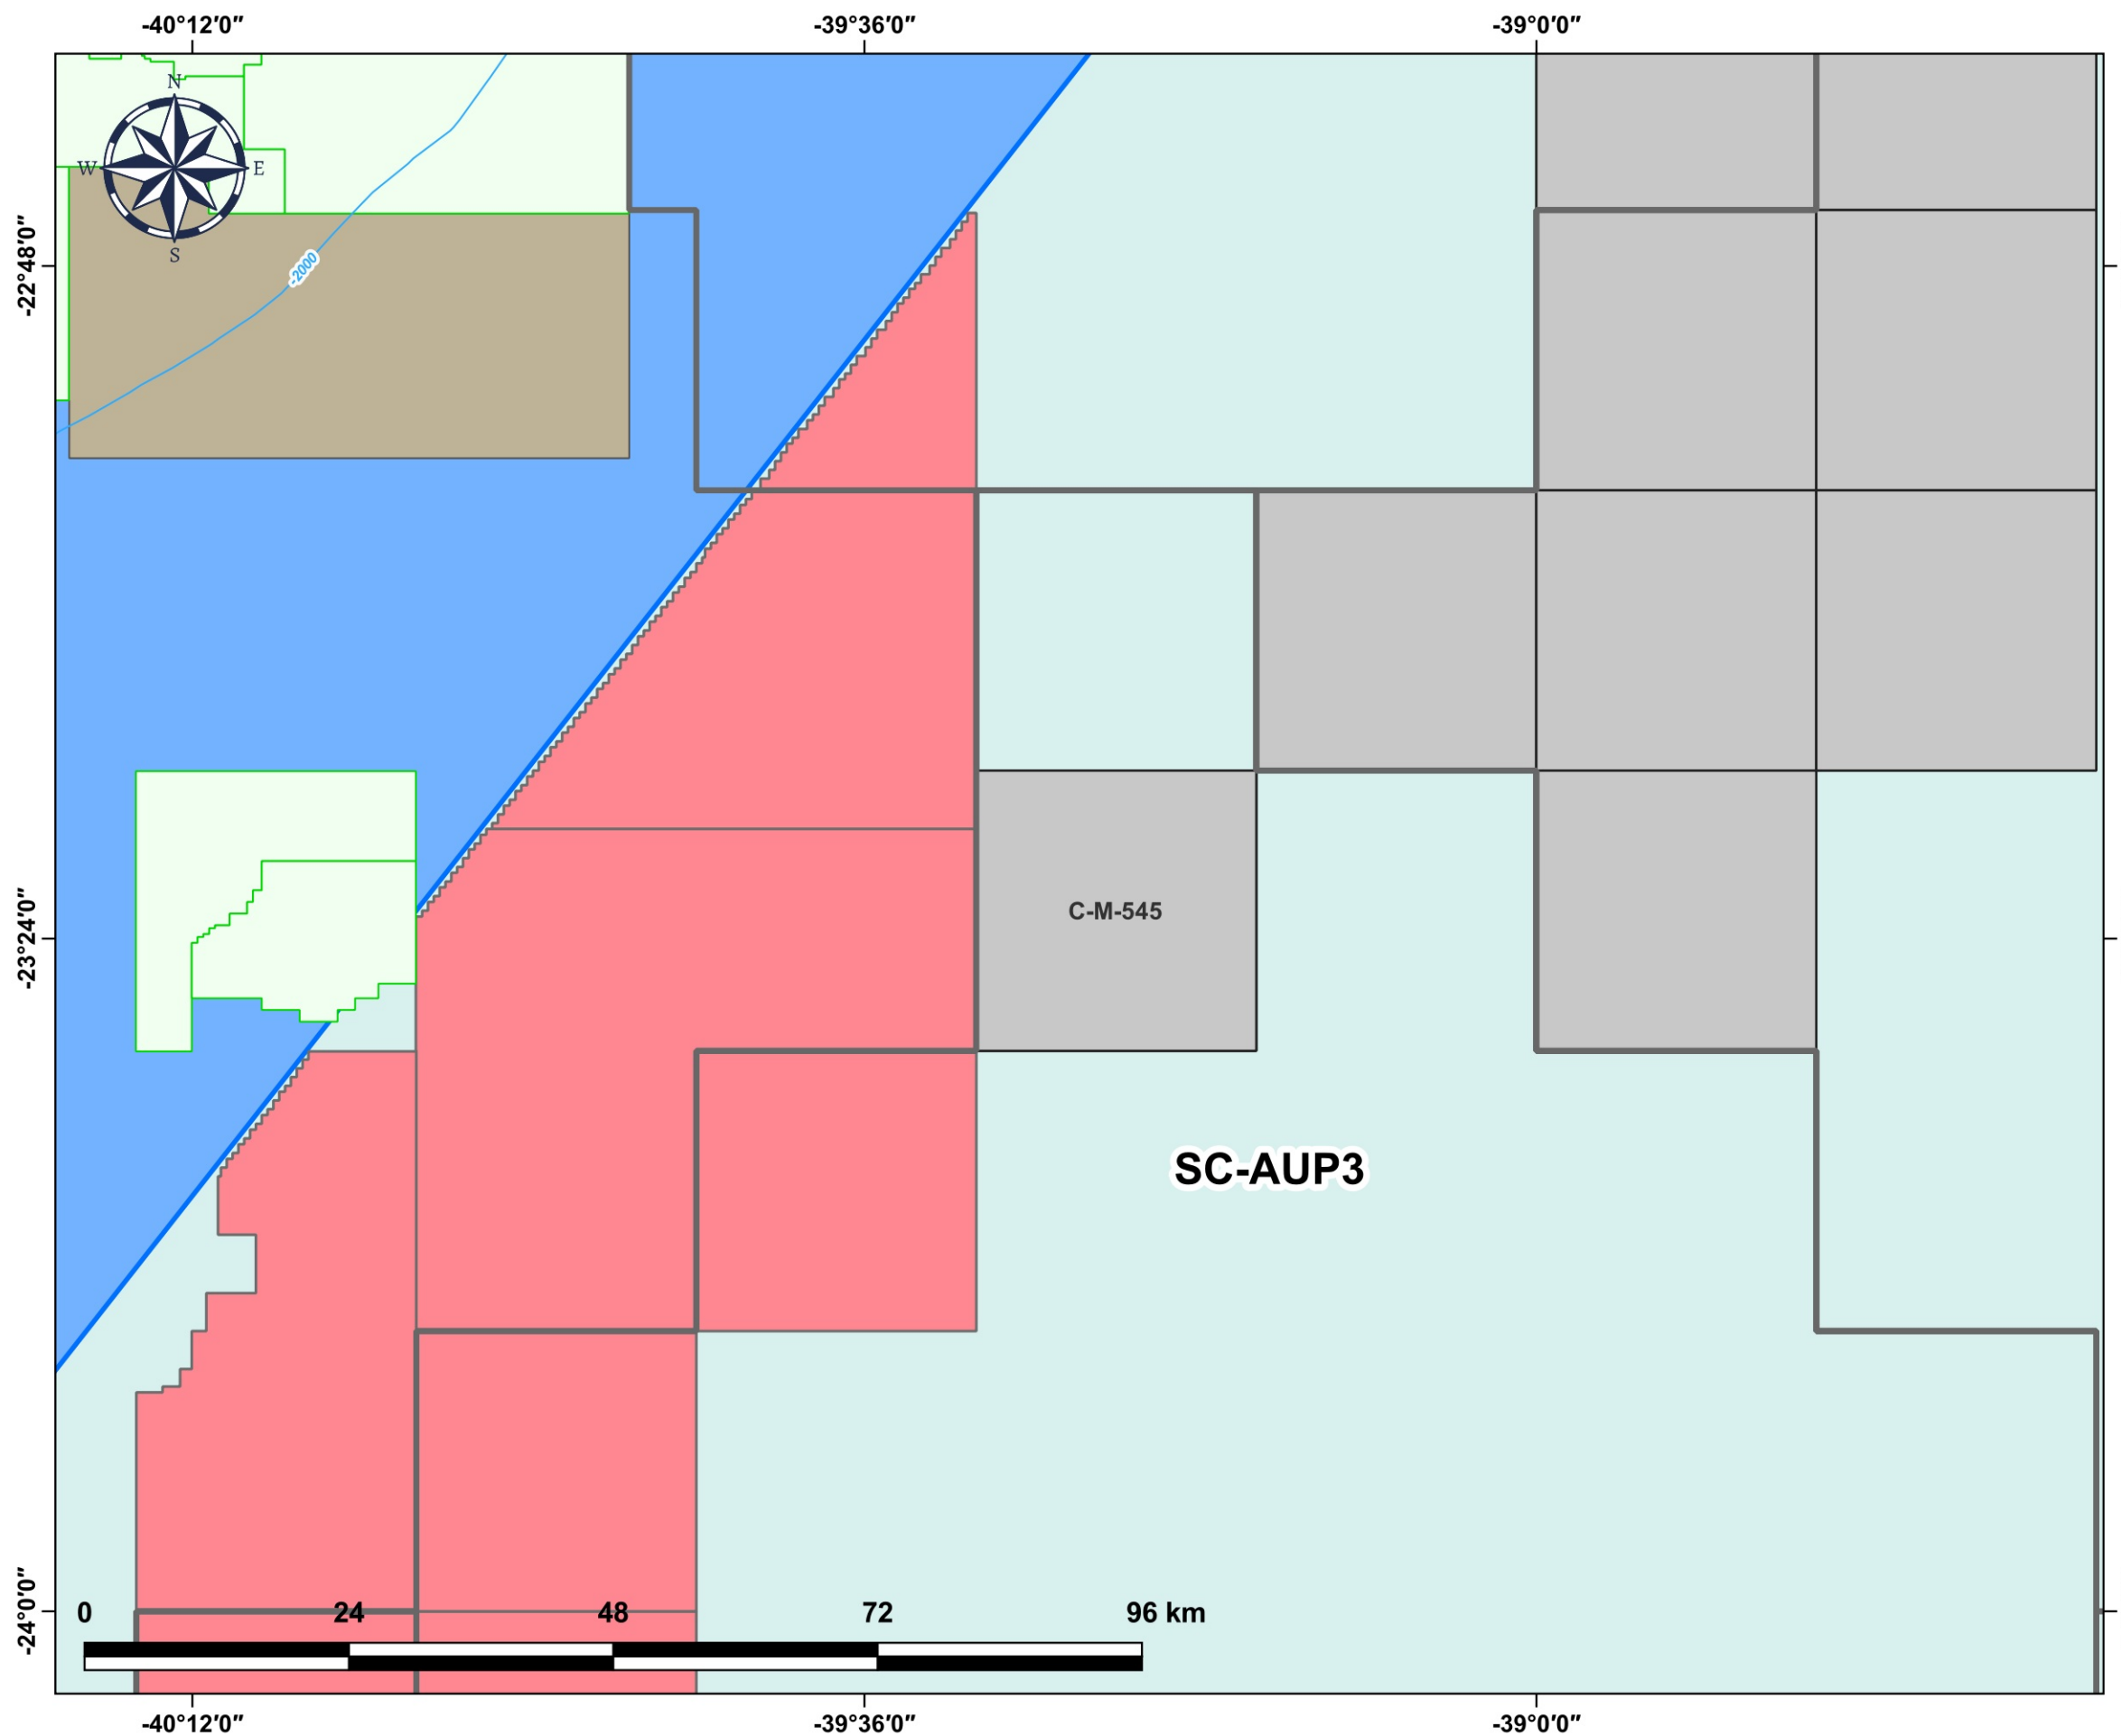 -40°12′0″ -39°36′0″ -39°0′0″
N
W E
S
-2000
-22°48′0″
C-M-545
-23°24′0″
SC-AUP3
-24°0′0″
0 24 48 72 96 km
-40°12′0″ -39°36′0″ -39°0′0″